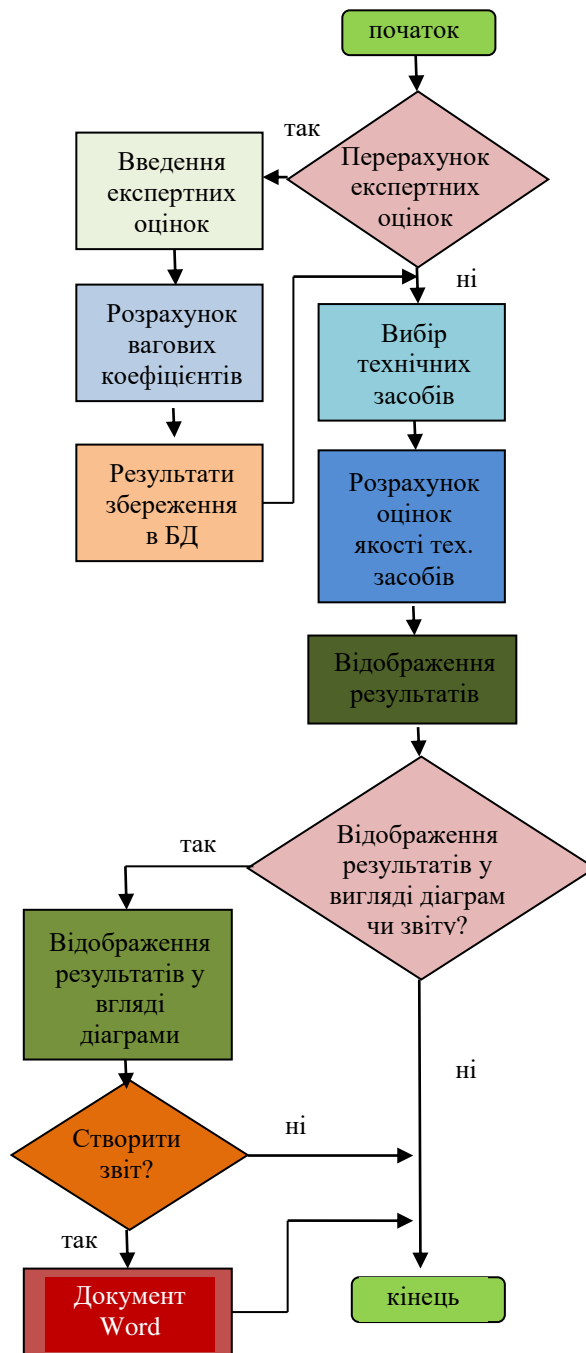 початок
так
Перерахунок
експертних
оцінок
Введення
експертних
оцінок
ні
Розрахунок
вагових
коефіцієнтів
Вибір
технічних
засобів
Результати
збереження
в БД
Розрахунок
оцінок
якості тех.
засобів
Відображення
результатів
так
Відображення
результатів у
вигляді діаграм
чи звіту?
Відображення
результатів у
вгляді
діаграми
ні
Створити
звіт?
ні
так
Документ
Word
кінець